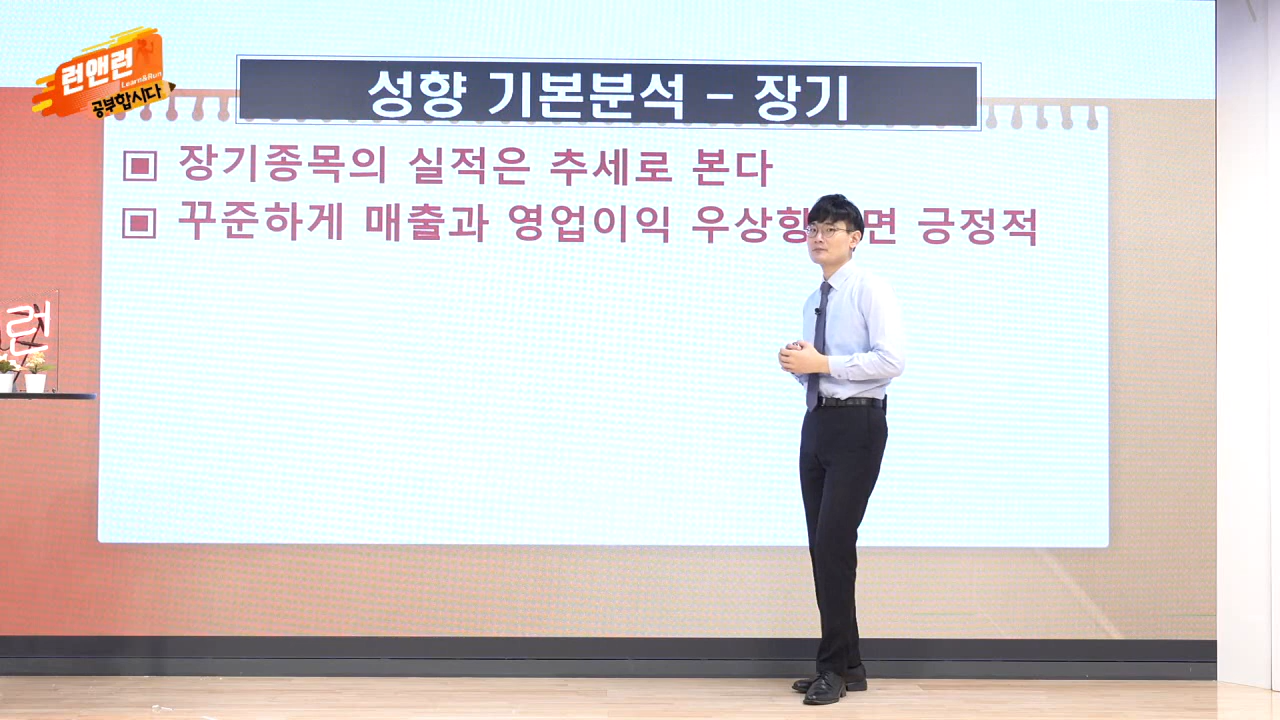 런앤런
Learn&Run
공부합시다
성향 기본분석 - 장기
장기종목의 실적은 추세로 본다
꾸준하게 매출과 영업이익 우상향 면 긍정적
런